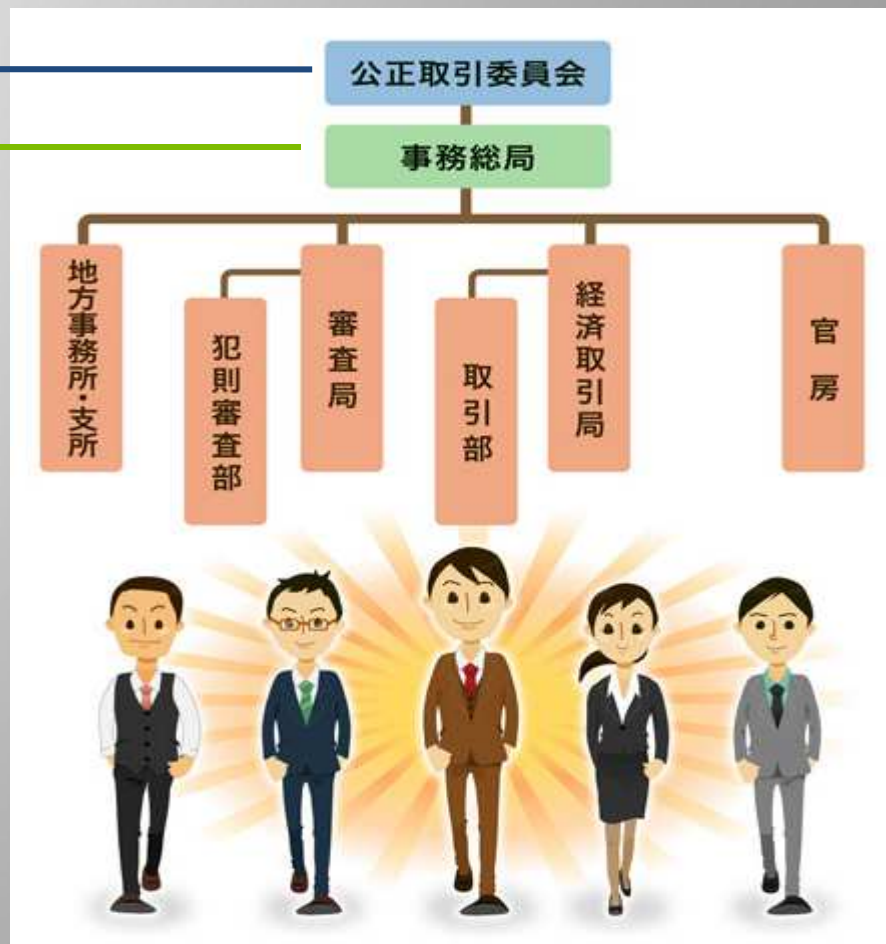 公正取引委員会
事務総局
地方事務所・支所
犯則審査部
審査局
取引部
経済取引局
官房